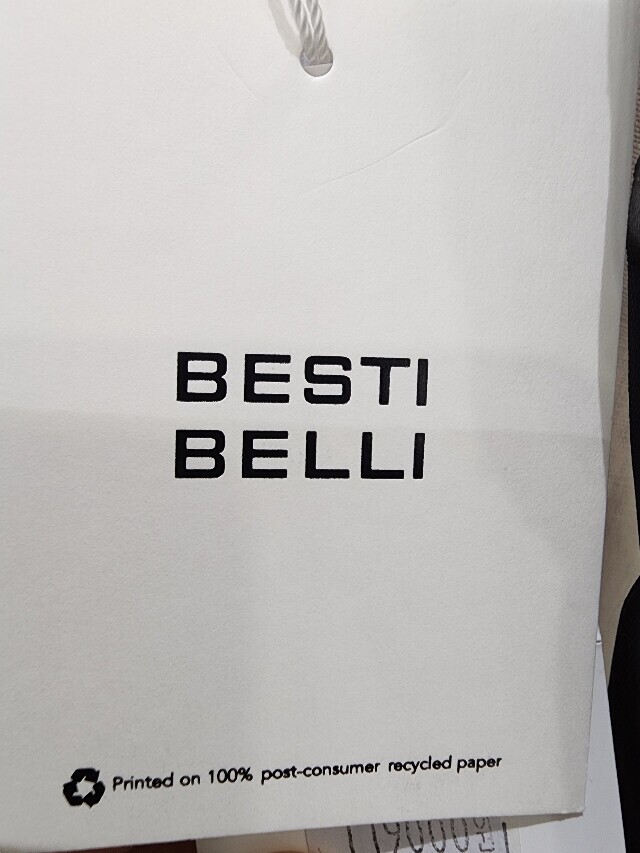 BESTI
BELLI
Printed on 100% post-consumer recycled paper